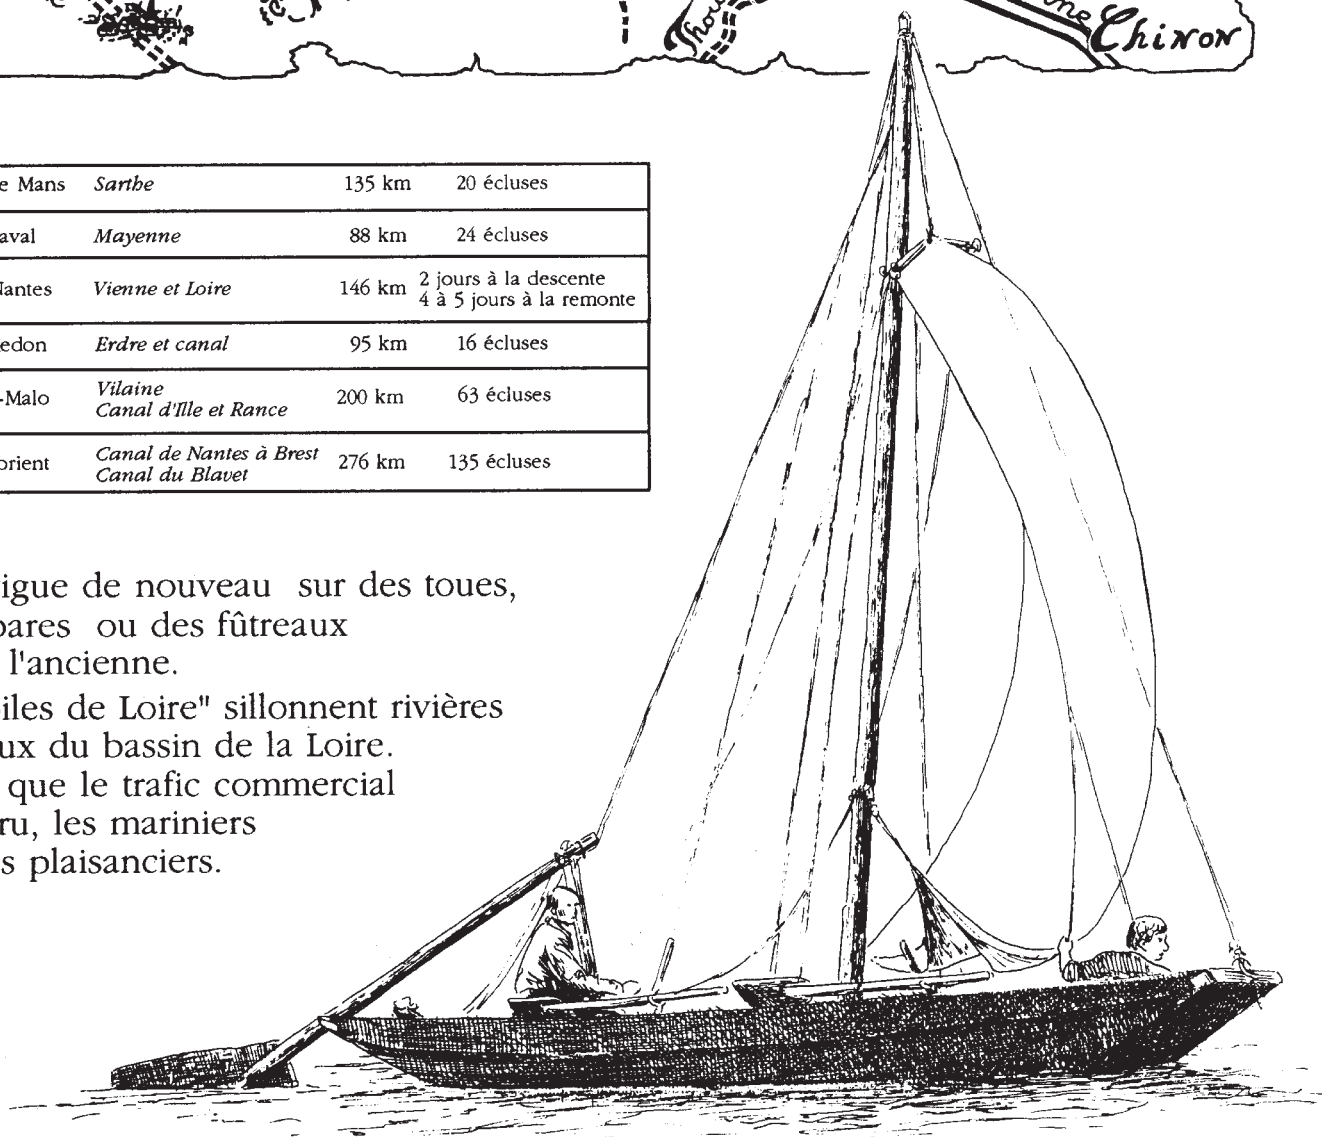 Thou
ne
Chinon
e Mans Sarthe 135 km 20 écluses
aval Mayenne 88 km 24 écluses
Nantes Vienne et Loire 146 km 2 jours à la descente
4 à 5 jours à la remonte
edon Erdre et canal 95 km 16 écluses
-Malo Vilaine
Canal d'Ille et Rance 200 km 63 écluses
orient Canal de Nantes à Brest
Canal du Blavet 276 km 135 écluses
igue de nouveau sur des toues,
pares ou des fûtreaux
l'ancienne.
iles de Loire" sillonnent rivières
ux du bassin de la Loire.
que le trafic commercial
ru, les mariniers
s plaisanciers.